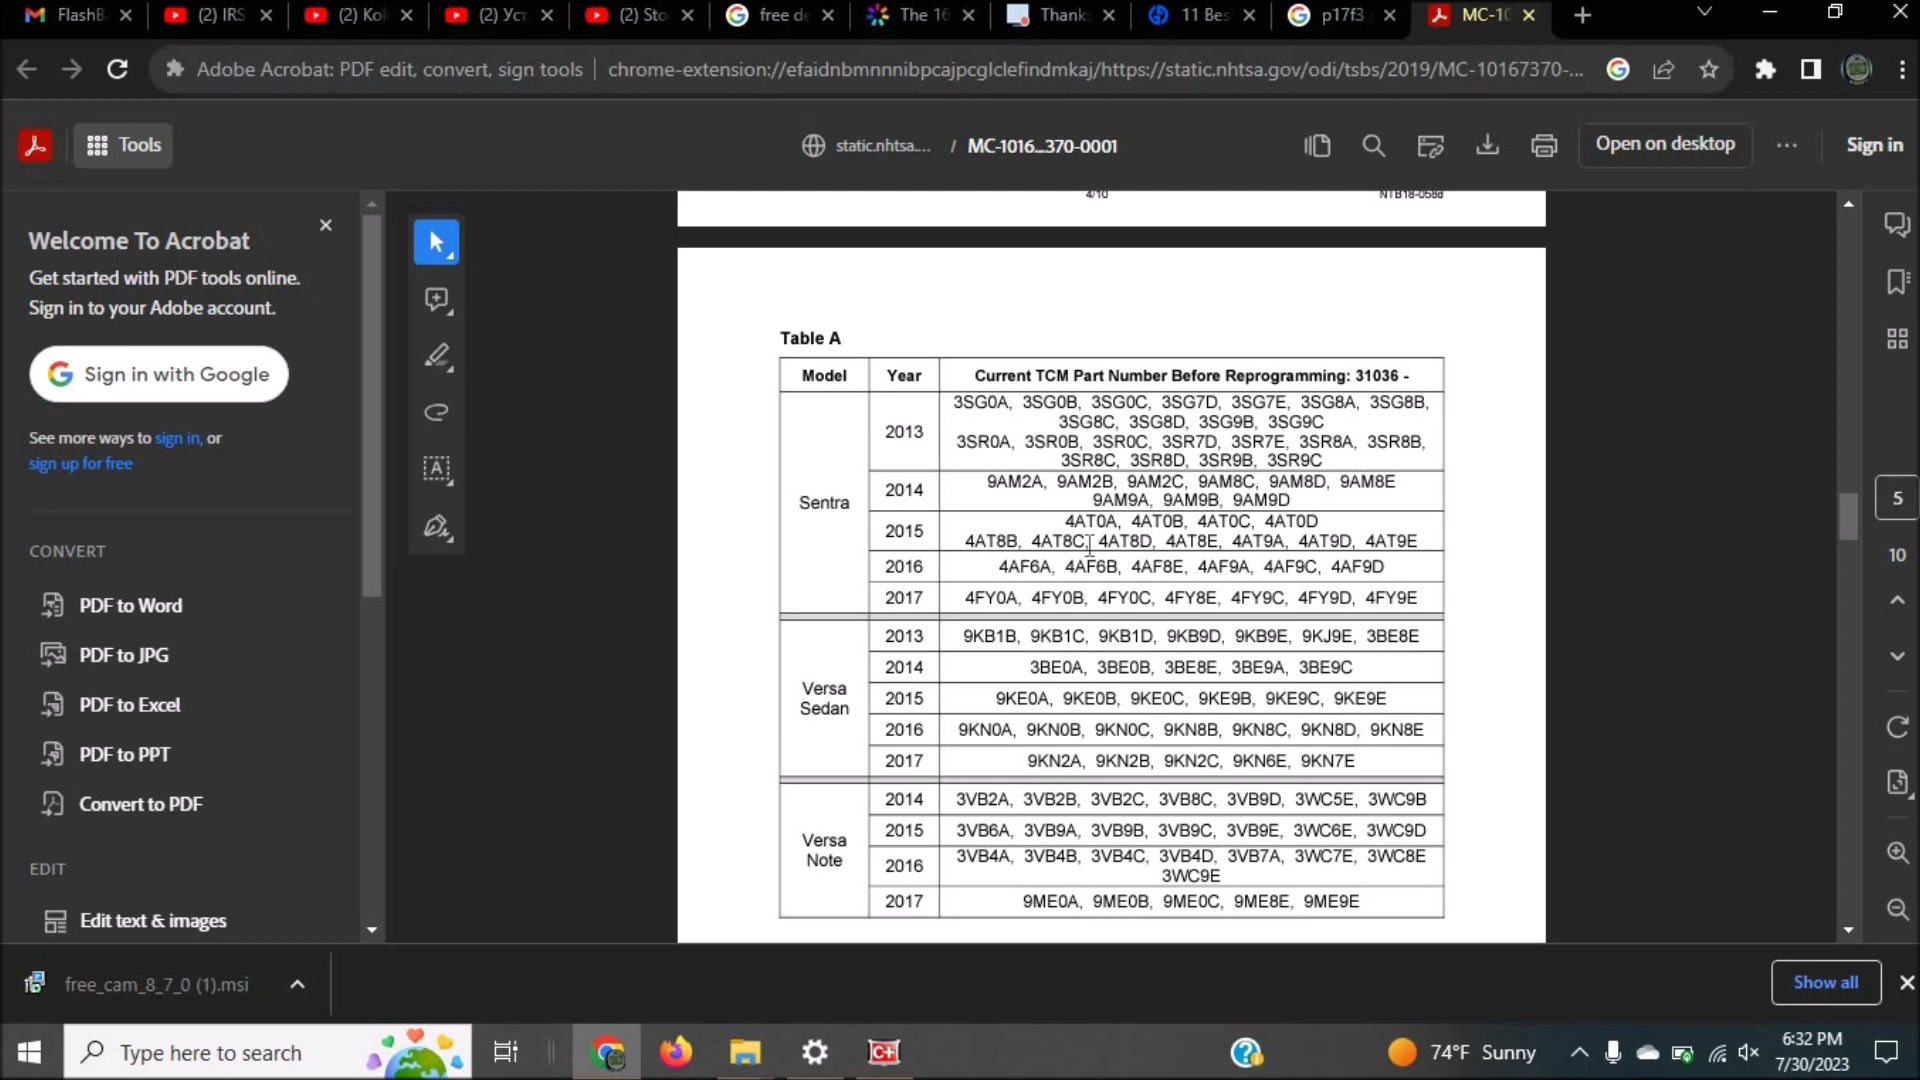 FlashB
(2) IRS
(2) Kol
(2) Уст
(2) Sto
free de
The 16
Thanks
11 Bes
p17f3
MC-10
Adobe Acrobat: PDF edit, convert, sign tools
chrome-extension://efaidnbmnnnibpcajpcglclefindmkaj/https://static.nhtsa.gov/odi/tsbs/2019/MC-10167370-...
Tools
static.nhtsa.... / MC-1016...370-0001
Open on desktop
Sign in
4/10
NTB18-058d
Welcome To Acrobat
Get started with PDF tools online.
Sign in to your Adobe account.
Sign in with Google
See more ways to sign in, or
sign up for free
CONVERT
PDF to Word
PDF to JPG
PDF to Excel
PDF to PPT
Convert to PDF
EDIT
Edit text & images
Table A
Model Year Current TCM Part Number Before Reprogramming: 31036 -
Sentra
2013
3SG0A, 3SG0B, 3SG0C, 3SG7D, 3SG7E, 3SG8A, 3SG8B,
3SG8C, 3SG8D, 3SG9B, 3SG9C
3SR0A, 3SR0B, 3SR0C, 3SR7D, 3SR7E, 3SR8A, 3SR8B,
3SR8C, 3SR8D, 3SR9B, 3SR9C
2014
9AM2A, 9AM2B, 9AM2C, 9AM8C, 9AM8D, 9AM8E
9AM9A, 9AM9B, 9AM9D
2015
4AT0A, 4AT0B, 4AT0C, 4AT0D
4AT8B, 4AT8C, 4AT8D, 4AT8E, 4AT9A, 4AT9D, 4AT9E
2016 4AF6A, 4AF6B, 4AF8E, 4AF9A, 4AF9C, 4AF9D
2017 4FY0A, 4FY0B, 4FY0C, 4FY8E, 4FY9C, 4FY9D, 4FY9E
Versa
Sedan
2013 9KB1B, 9KB1C, 9KB1D, 9KB9D, 9KB9E, 9KJ9E, 3BE8E
2014 3BE0A, 3BE0B, 3BE8E, 3BE9A, 3BE9C
2015 9KE0A, 9KE0B, 9KE0C, 9KE9B, 9KE9C, 9KE9E
2016 9KN0A, 9KN0B, 9KN0C, 9KN8B, 9KN8C, 9KN8D, 9KN8E
2017 9KN2A, 9KN2B, 9KN2C, 9KN6E, 9KN7E
Versa
Note
2014 3VB2A, 3VB2B, 3VB2C, 3VB8C, 3VB9D, 3WC5E, 3WC9B
2015 3VB6A, 3VB9A, 3VB9B, 3VB9C, 3VB9E, 3WC6E, 3WC9D
2016
3VB4A, 3VB4B, 3VB4C, 3VB4D, 3VB7A, 3WC7E, 3WC8E
3WC9E
2017 9ME0A, 9ME0B, 9ME0C, 9ME8E, 9ME9E
5
10
free_cam_8_7_0 (1).msi
Show all
Type here to search
C+
74°F Sunny
6:32 PM
7/30/2023